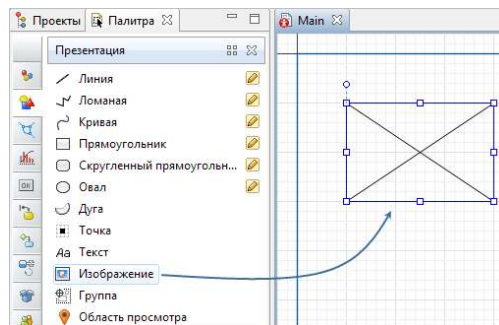 Проекты Палитра Main
Презентация
Линия
Ломаная
Кривая
Прямоугольник
Скругленный прямоугольн...
Овал
Дуга
Точка
Aa Текст
Изображение
Группа
Область просмотра